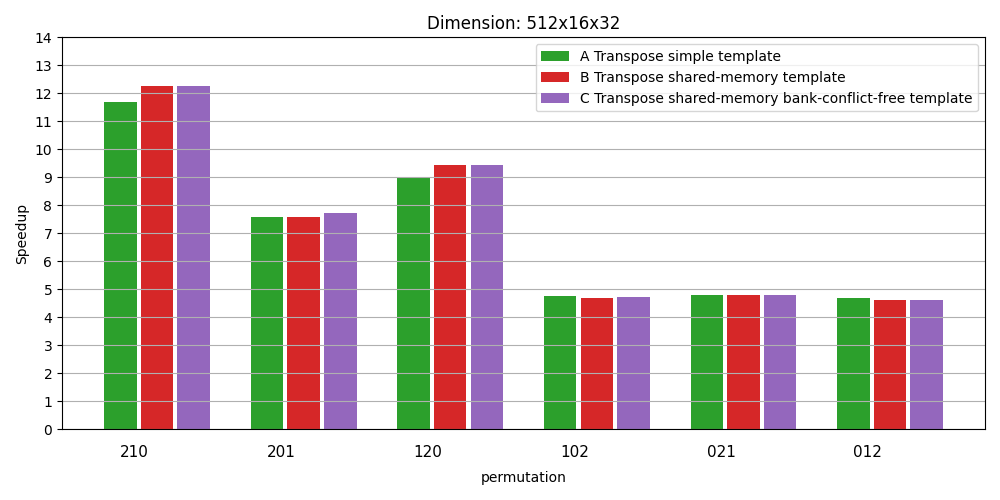 Dimension: 512x16x32
A Transpose simple template
B Transpose shared-memory template
C Transpose shared-memory bank-conflict-free template
Speedup
14
13
12
11
10
9
8
7
6
5
4
3
2
1
0
210 201 120 102 021 012
permutation